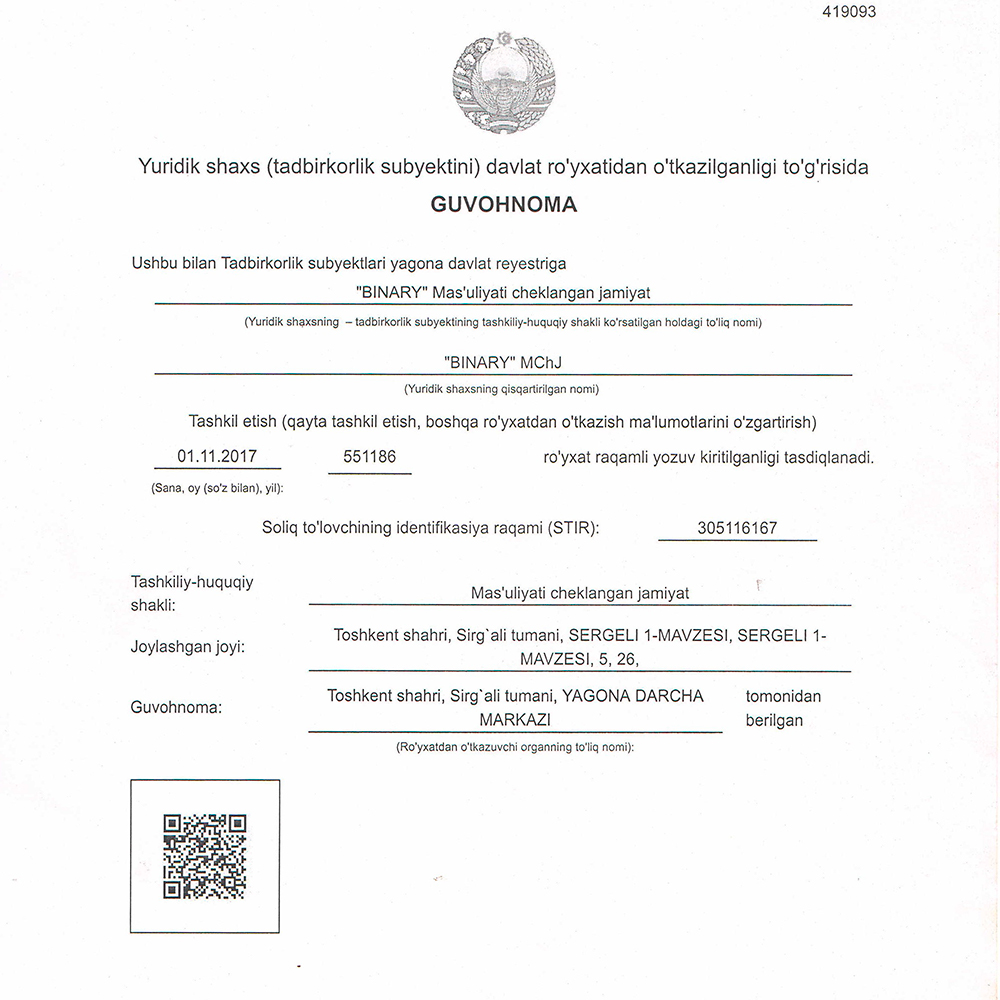 419093
Yuridik shaxs (tadbirkorlik subyektini) davlat ro'yxatidan o'tkazilganligi to'g'risida
GUVOHNOMA
Ushbu bilan Tadbirkorlik subyektlari yagona davlat reyestriga
"BINARY" Mas'uliyati cheklangan jamiyat
(Yuridik shaxsning – tadbirkorlik subyektining tashkiliy-huquqiy shakli ko'rsatilgan holdagi to'liq nomi)
"BINARY" MChJ
(Yuridik shaxsning qisqartirilgan nomi)
Tashkil etish (qayta tashkil etish, boshqa ro'yxatdan o'tkazish ma'lumotlarini o'zgartirish)
01.11.2017 551186 ro'yxat raqamli yozuv kiritilganligi tasdiqlanadi.
(Sana, oy (so'z bilan), yil):
Soliq to'lovchining identifikasiya raqami (STIR): 305116167
Tashkiliy-huquqiy
shakli:
Mas'uliyati cheklangan jamiyat
Joylashgan joyi:
Toshkent shahri, Sirg`ali tumani, SERGELI 1-
MAVZESI, SERGELI 1-
MAVZESI, 5, 26,
Guvohnoma:
Toshkent shahri, Sirg`ali tumani, YAGONA DARCHA
MARKAZI
tomonidan
berilgan
(Ro'yxatdan o'tkazuvchi organning to'liq nomi):